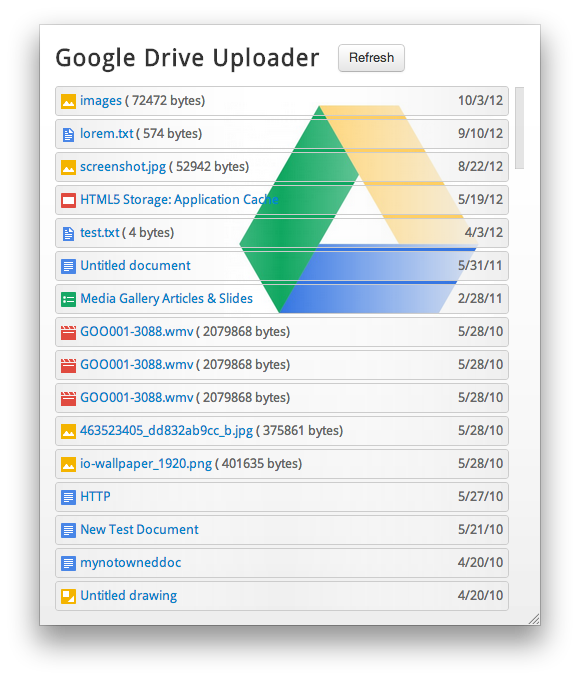 Google Drive Uploader Refresh
images ( 72472 bytes) 10/3/12
lorem.txt ( 574 bytes) 9/10/12
screenshot.jpg ( 52942 bytes) 8/22/12
HTML5 Storage: Application Cache 5/19/12
test.txt ( 4 bytes) 4/3/12
Untitled document 5/31/11
Media Gallery Articles & Slides 2/28/11
GOO001-3088.wmv ( 2079868 bytes) 5/28/10
GOO001-3088.wmv ( 2079868 bytes) 5/28/10
GOO001-3088.wmv ( 2079868 bytes) 5/28/10
463523405_dd832ab9cc_b.jpg ( 375861 bytes) 5/28/10
io-wallpaper_1920.png ( 401635 bytes) 5/28/10
HTTP 5/27/10
New Test Document 5/21/10
mynotowneddoc 4/20/10
Untitled drawing 4/20/10